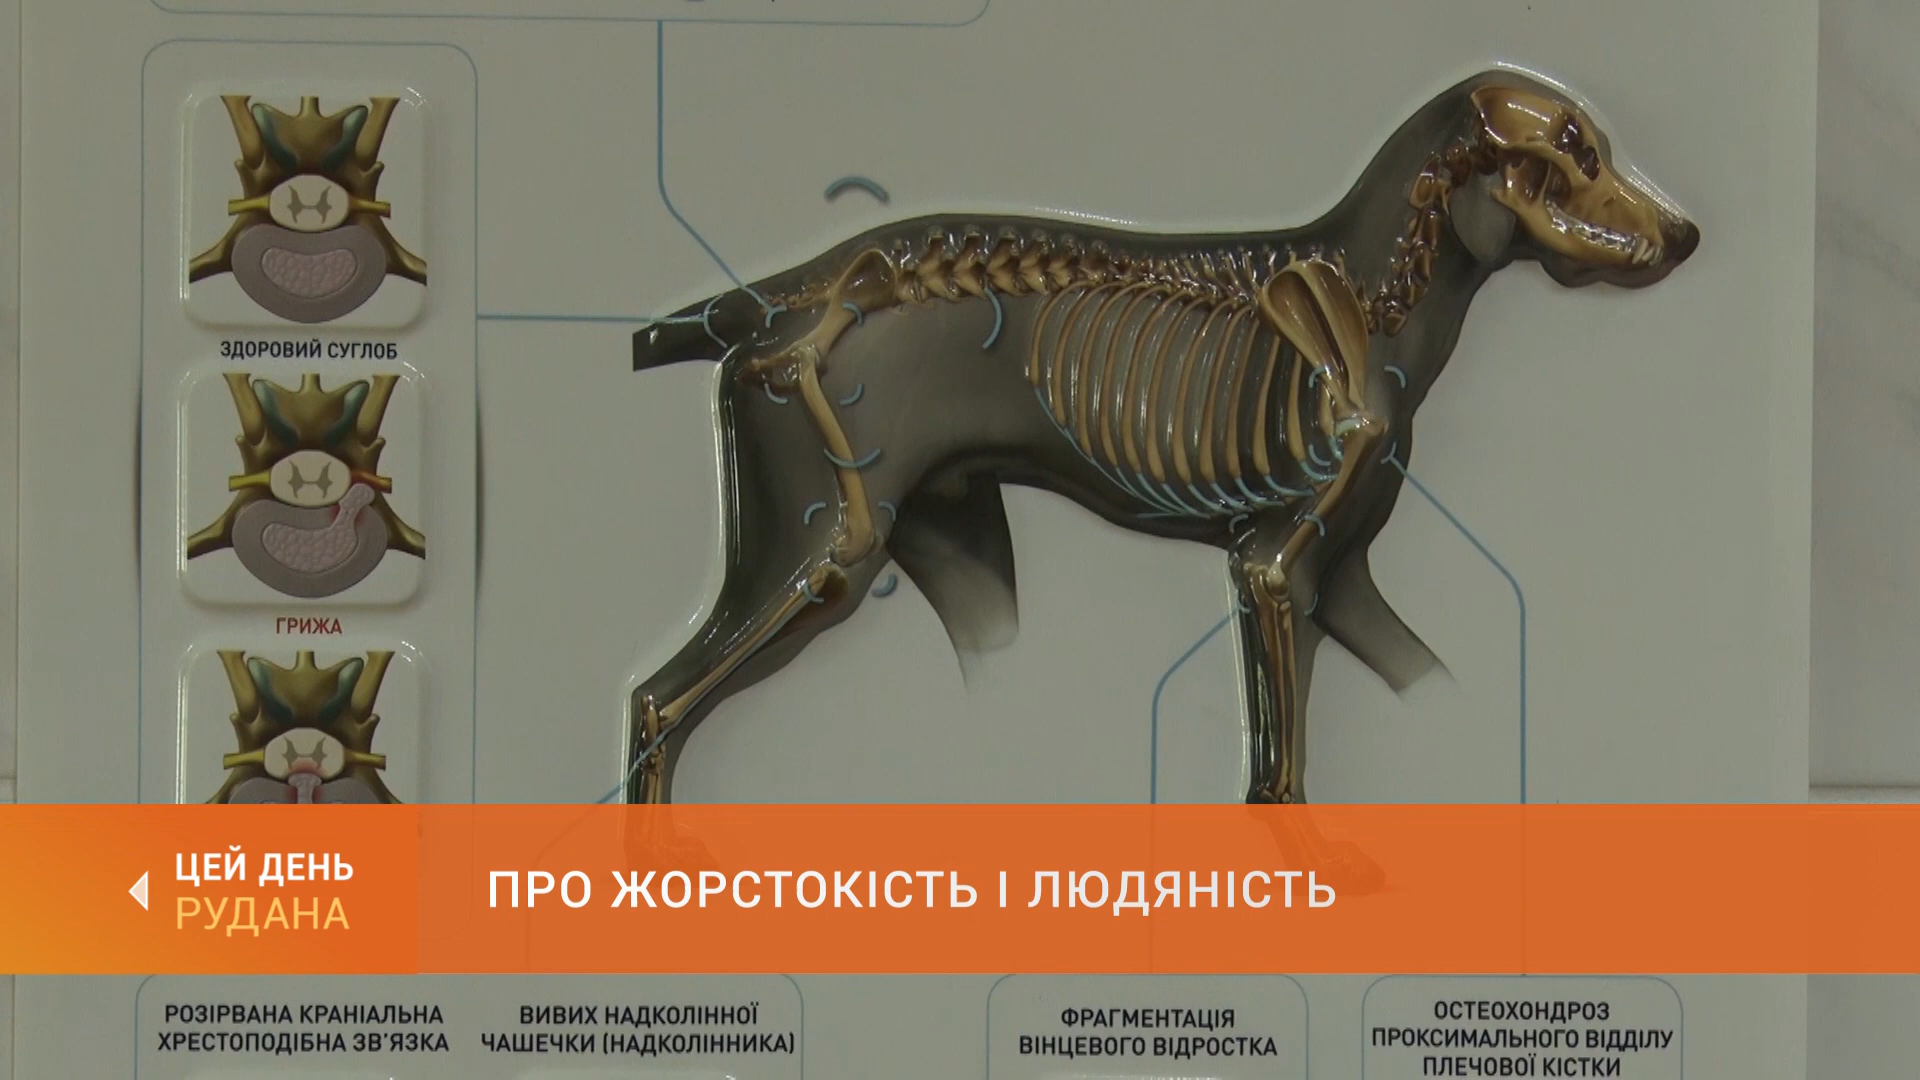 ЗДОРОВИЙ СУГЛОБ
ГРИЖА
ЦЕЙ ДЕНЬ
РУДАНА
ПРО ЖОРСТОКІСТЬ І ЛЮДЯНІСТЬ
РОЗІРВАНА КРАНІАЛЬНА
ХРЕСТОПОДІБНА ЗВ'ЯЗКА
ВИВИХ НАДКОЛІННОЇ
ЧАШЕЧКИ (НАДКОЛІННИКА)
ФРАГМЕНТАЦІЯ
ВІНЦЕВОГО ВІДРОСТКА
ОСТЕОХОНДРОЗ
ПРОКСИМАЛЬНОГО ВІДДІЛУ
ПЛЕЧОВОЇ КІСТКИ